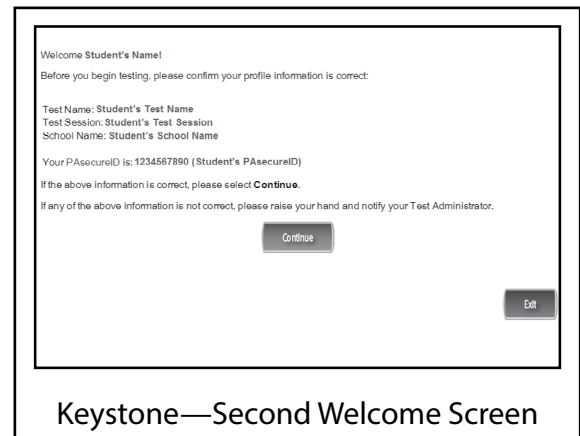 Welcome Student's Name!
Before you begin testing, please confirm your profile information is correct:
Test Name: Student's Test Name
Test Session: Student's Test Session
School Name: Student's School Name
Your PAsecureID is: 1234567890 (Student's PAsecureID)
If the above information is correct, please select Continue.
If any of the above information is not correct, please raise your hand and notify your Test Administrator.
Continue
Exit
Keystone—Second Welcome Screen